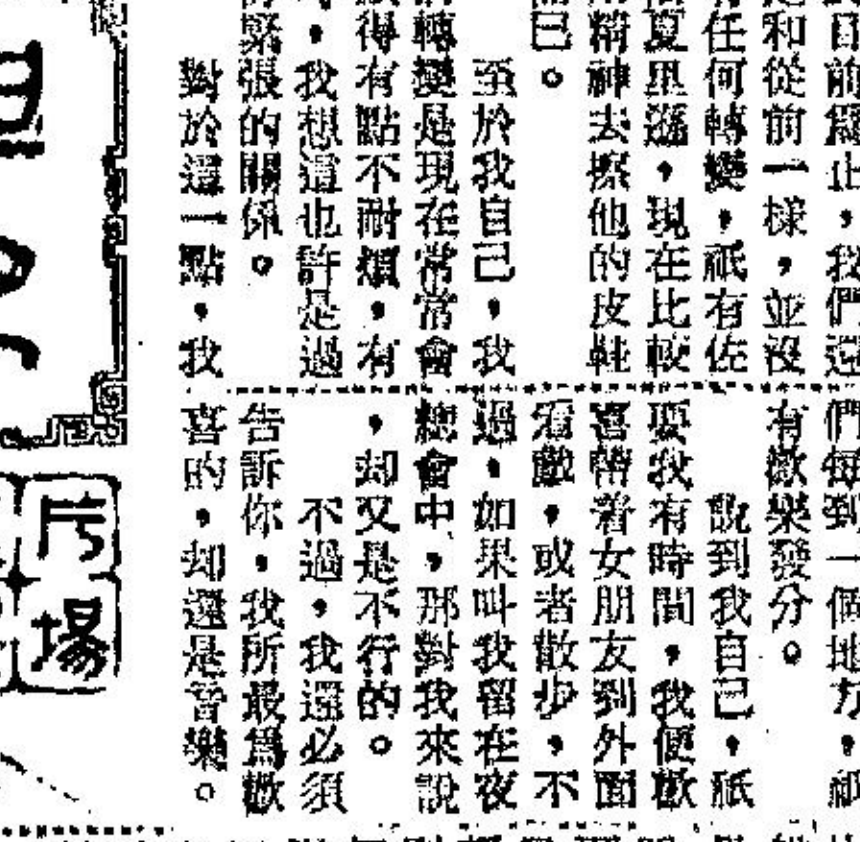 目前爲止，我們還
和從前一樣，並沒
任何轉變，祇有佐
夏里遜，現在比較
精神去擦他的皮鞋
已。
至於我自己，我
轉變是現在常常會
得有點不耐煩，有
，我想這也許是過
緊張的關係。
對於這一點，我
們每到一個地方，祇
有歡樂發分。
說到我自己，祇
要我有時間，我便歡
喜帶着女朋友到外面
看戲，或者散步，不
過，如果叫我留在夜
總會中，那對我來說
，却又是不行的。
不過，我還必須
告訴你，我所最爲歡
喜的，却還是音樂。
片場